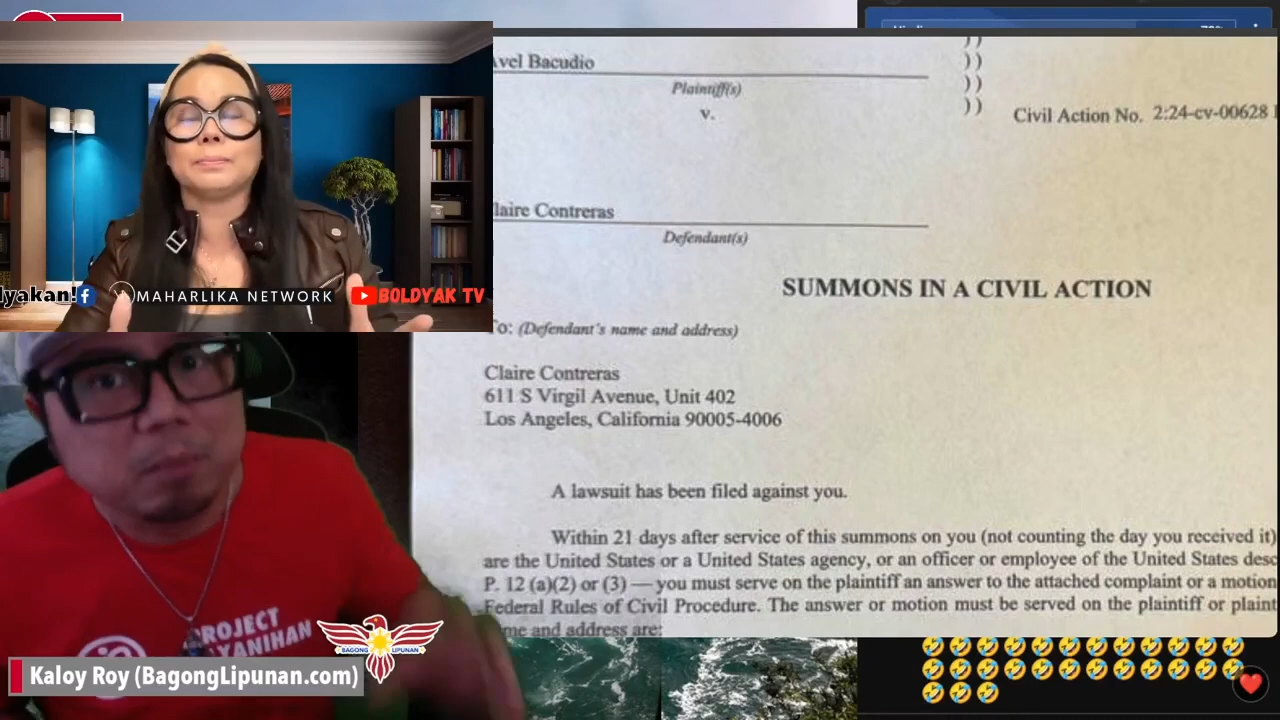 lyakan!
MAHARLIKA NETWORK
BOLDYAK TV
vel Bacudio
Plaintiff(s)
v.
Civil Action No. 2:24-cv-00628
laire Contreras
Defendant(s)
SUMMONS IN A CIVIL ACTION
To: (Defendant's name and address)
Claire Contreras
611 S Virgil Avenue, Unit 402
Los Angeles, California 90005-4006
A lawsuit has been filed against you.
Within 21 days after service of this summons on you (not counting the day you received it)
are the United States or a United States agency, or an officer or employee of the United States desc
P. 12 (a)(2) or (3) — you must serve on the plaintiff an answer to the attached complaint or a motion
Federal Rules of Civil Procedure. The answer or motion must be served on the plaintiff or plaint
me and address are:
PROJECT
YANIHAN
BAGONG LIPUNAN
Kaloy Roy (BagongLipunan.com)